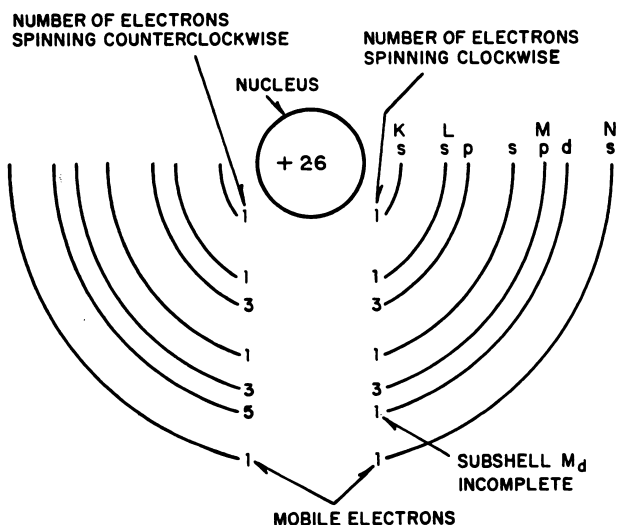 NUMBER OF ELECTRONS
SPINNING COUNTERCLOCKWISE
NUMBER OF ELECTRONS
SPINNING CLOCKWISE
NUCLEUS
K L M N
s s p s p d s
+26
1 1
1 1
3 3
1 1
3 3
5 1
1 1
SUBSHELL Md
INCOMPLETE
MOBILE ELECTRONS